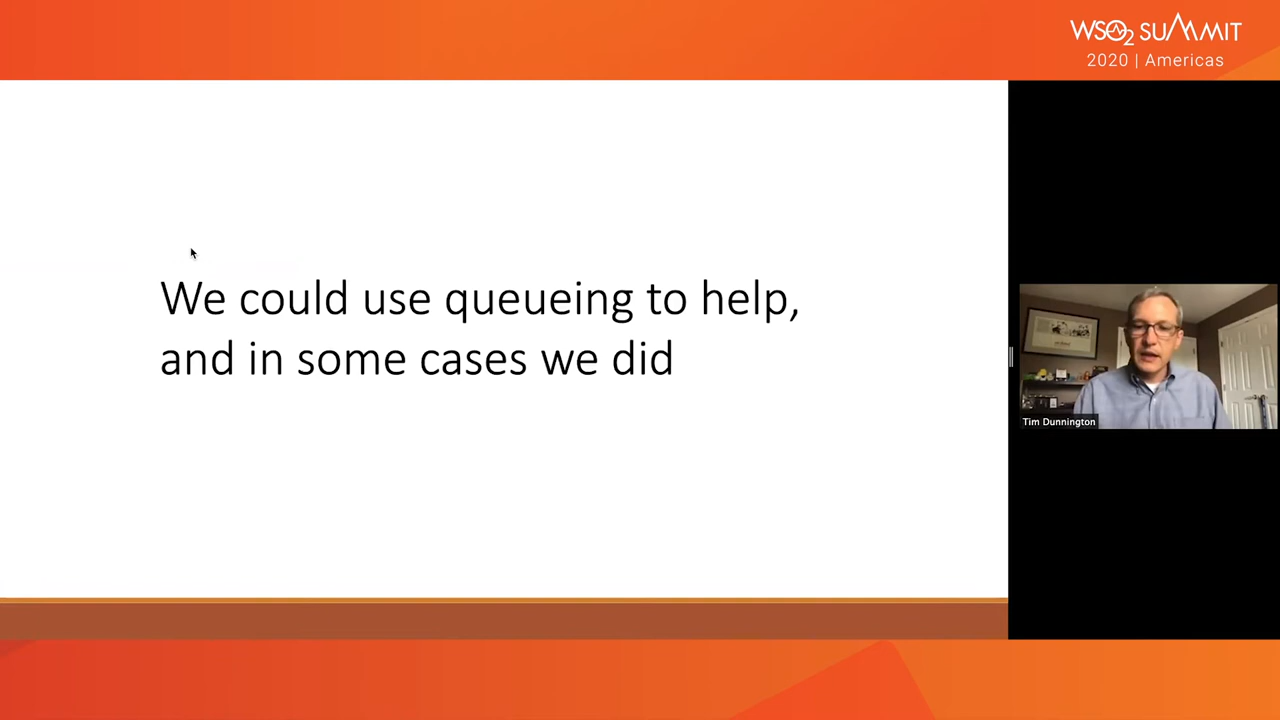 WSO2 SUMMIT
2020 | Americas
We could use queueing to help,
and in some cases we did
Tim Dunnington